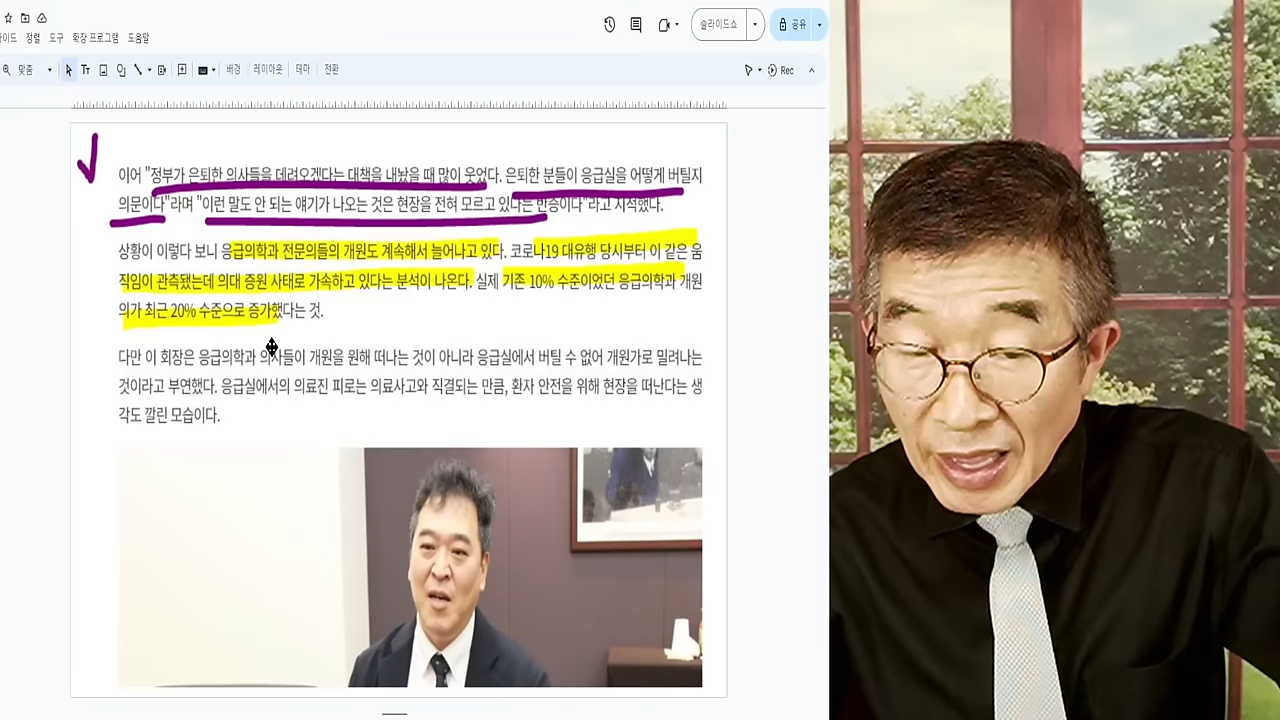 슬라이드쇼
공유
정렬 도구 확장 프로그램 도움말
맞춤 배경 레이아웃 테마 전환 Rec
이어 "정부가 은퇴한 의사들을 데려오겠다는 대책을 내놨을 때 많이 웃었다. 은퇴한 분들이 응급실을 어떻게 버틸지
의문이다"라며 "이런 말도 안 되는 얘기가 나오는 것은 현장을 전혀 모르고 있다는 반증이다"라고 지적했다.
상황이 이렇다 보니 응급의학과 전문의들의 개원도 계속해서 늘어나고 있다. 코로나19 대유행 당시부터 이 같은 움
직임이 관측됐는데 의대 증원 사태로 가속하고 있다는 분석이 나온다. 실제 기존 10% 수준이었던 응급의학과 개원
의가 최근 20% 수준으로 증가했다는 것.
다만 이 회장은 응급의학과 의사들이 개원을 원해 떠나는 것이 아니라 응급실에서 버틸 수 없어 개원가로 밀려나는
것이라고 부연했다. 응급실에서의 의료진 피로는 의료사고와 직결되는 만큼, 환자 안전을 위해 현장을 떠난다는 생
각도 깔린 모습이다.